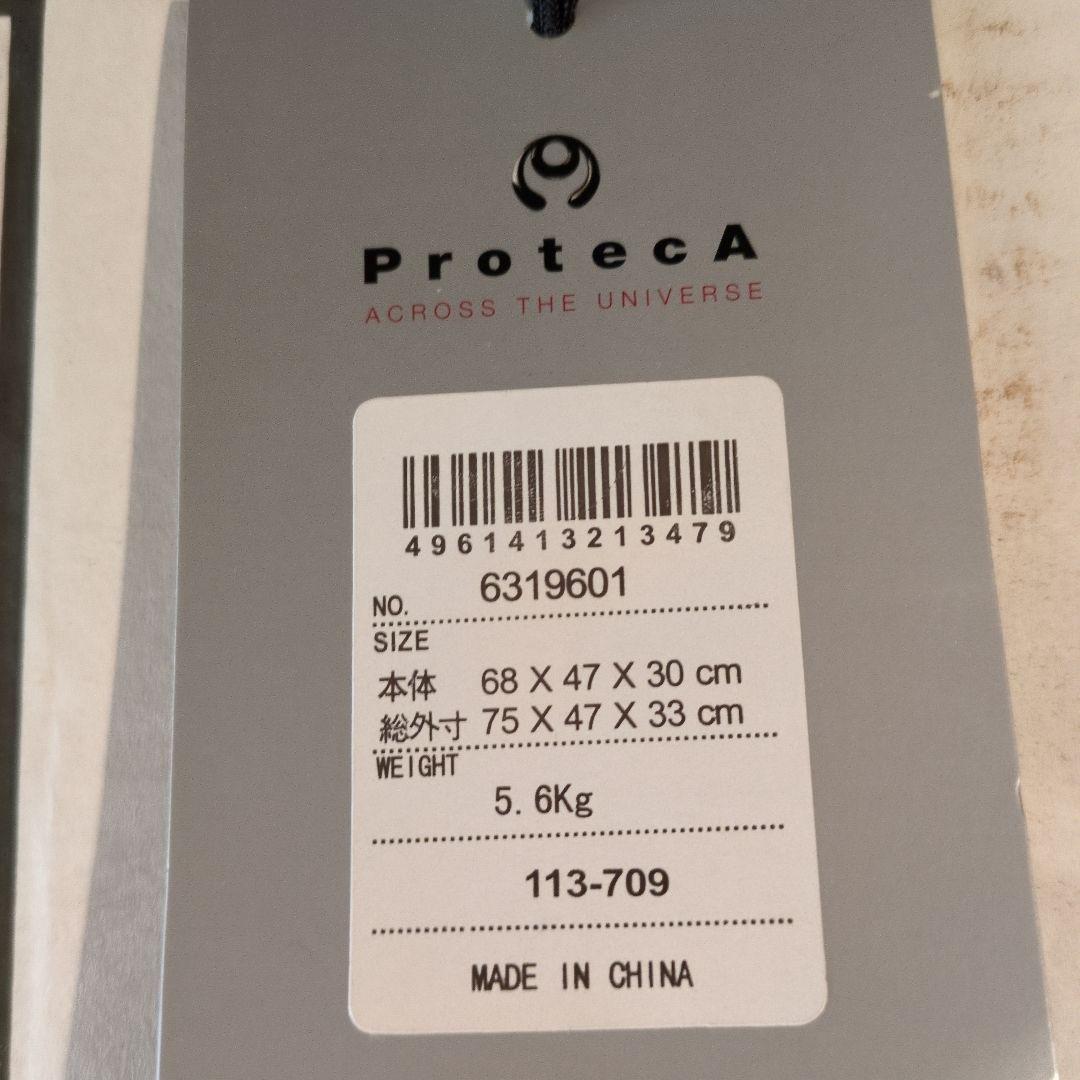 ProtecA
ACROSS THE UNIVERSE
4961413213479
NO. 6319601
SIZE
本体 68 X 47 X 30 cm
総外寸 75 X 47 X 33 cm
WEIGHT
5.6Kg
113-709
MADE IN CHINA